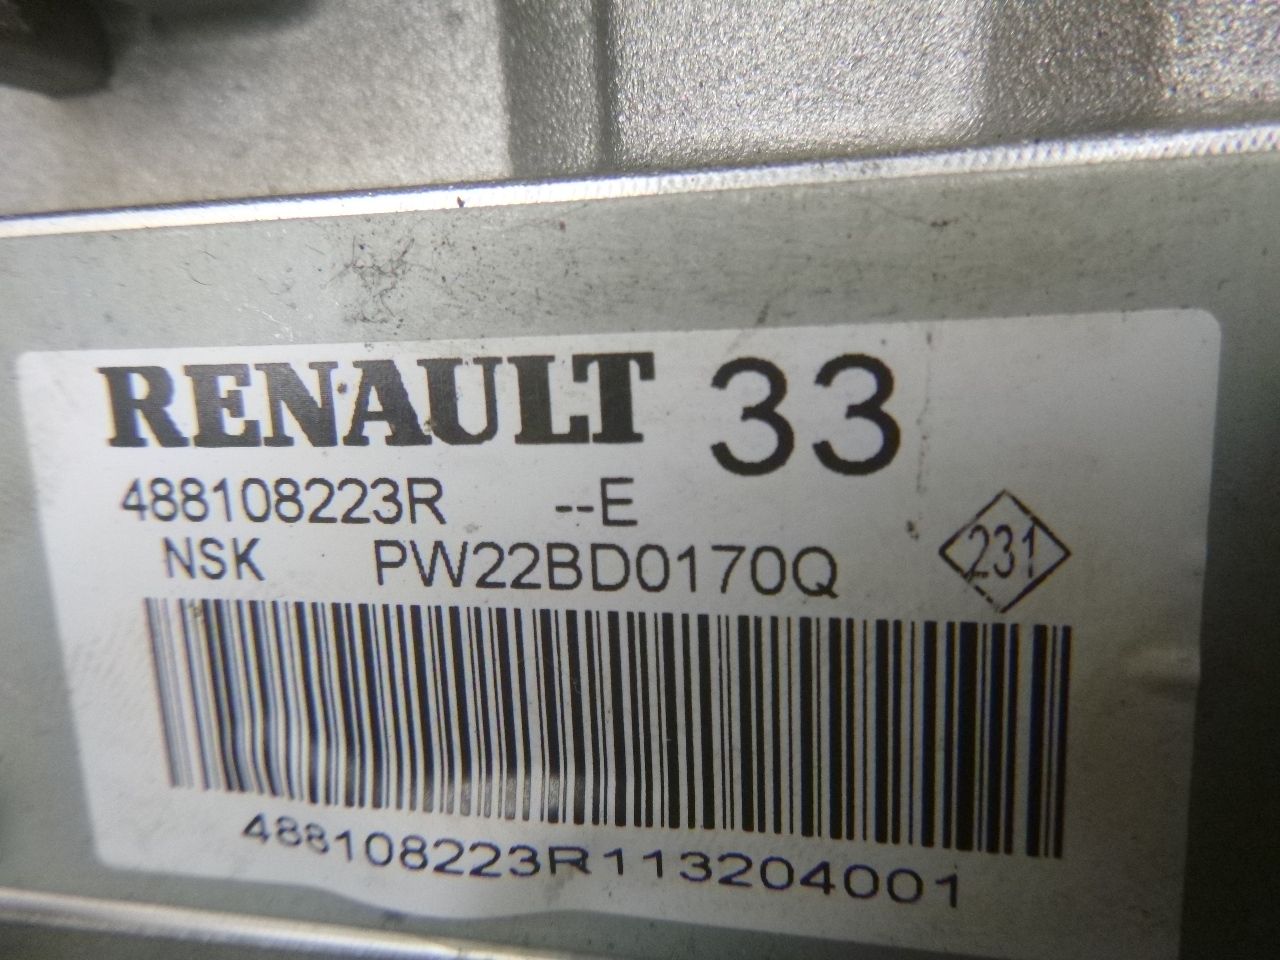 RENAULT 33
488108223R --E
NSK PW22BD0170Q
231
488108223R113204001